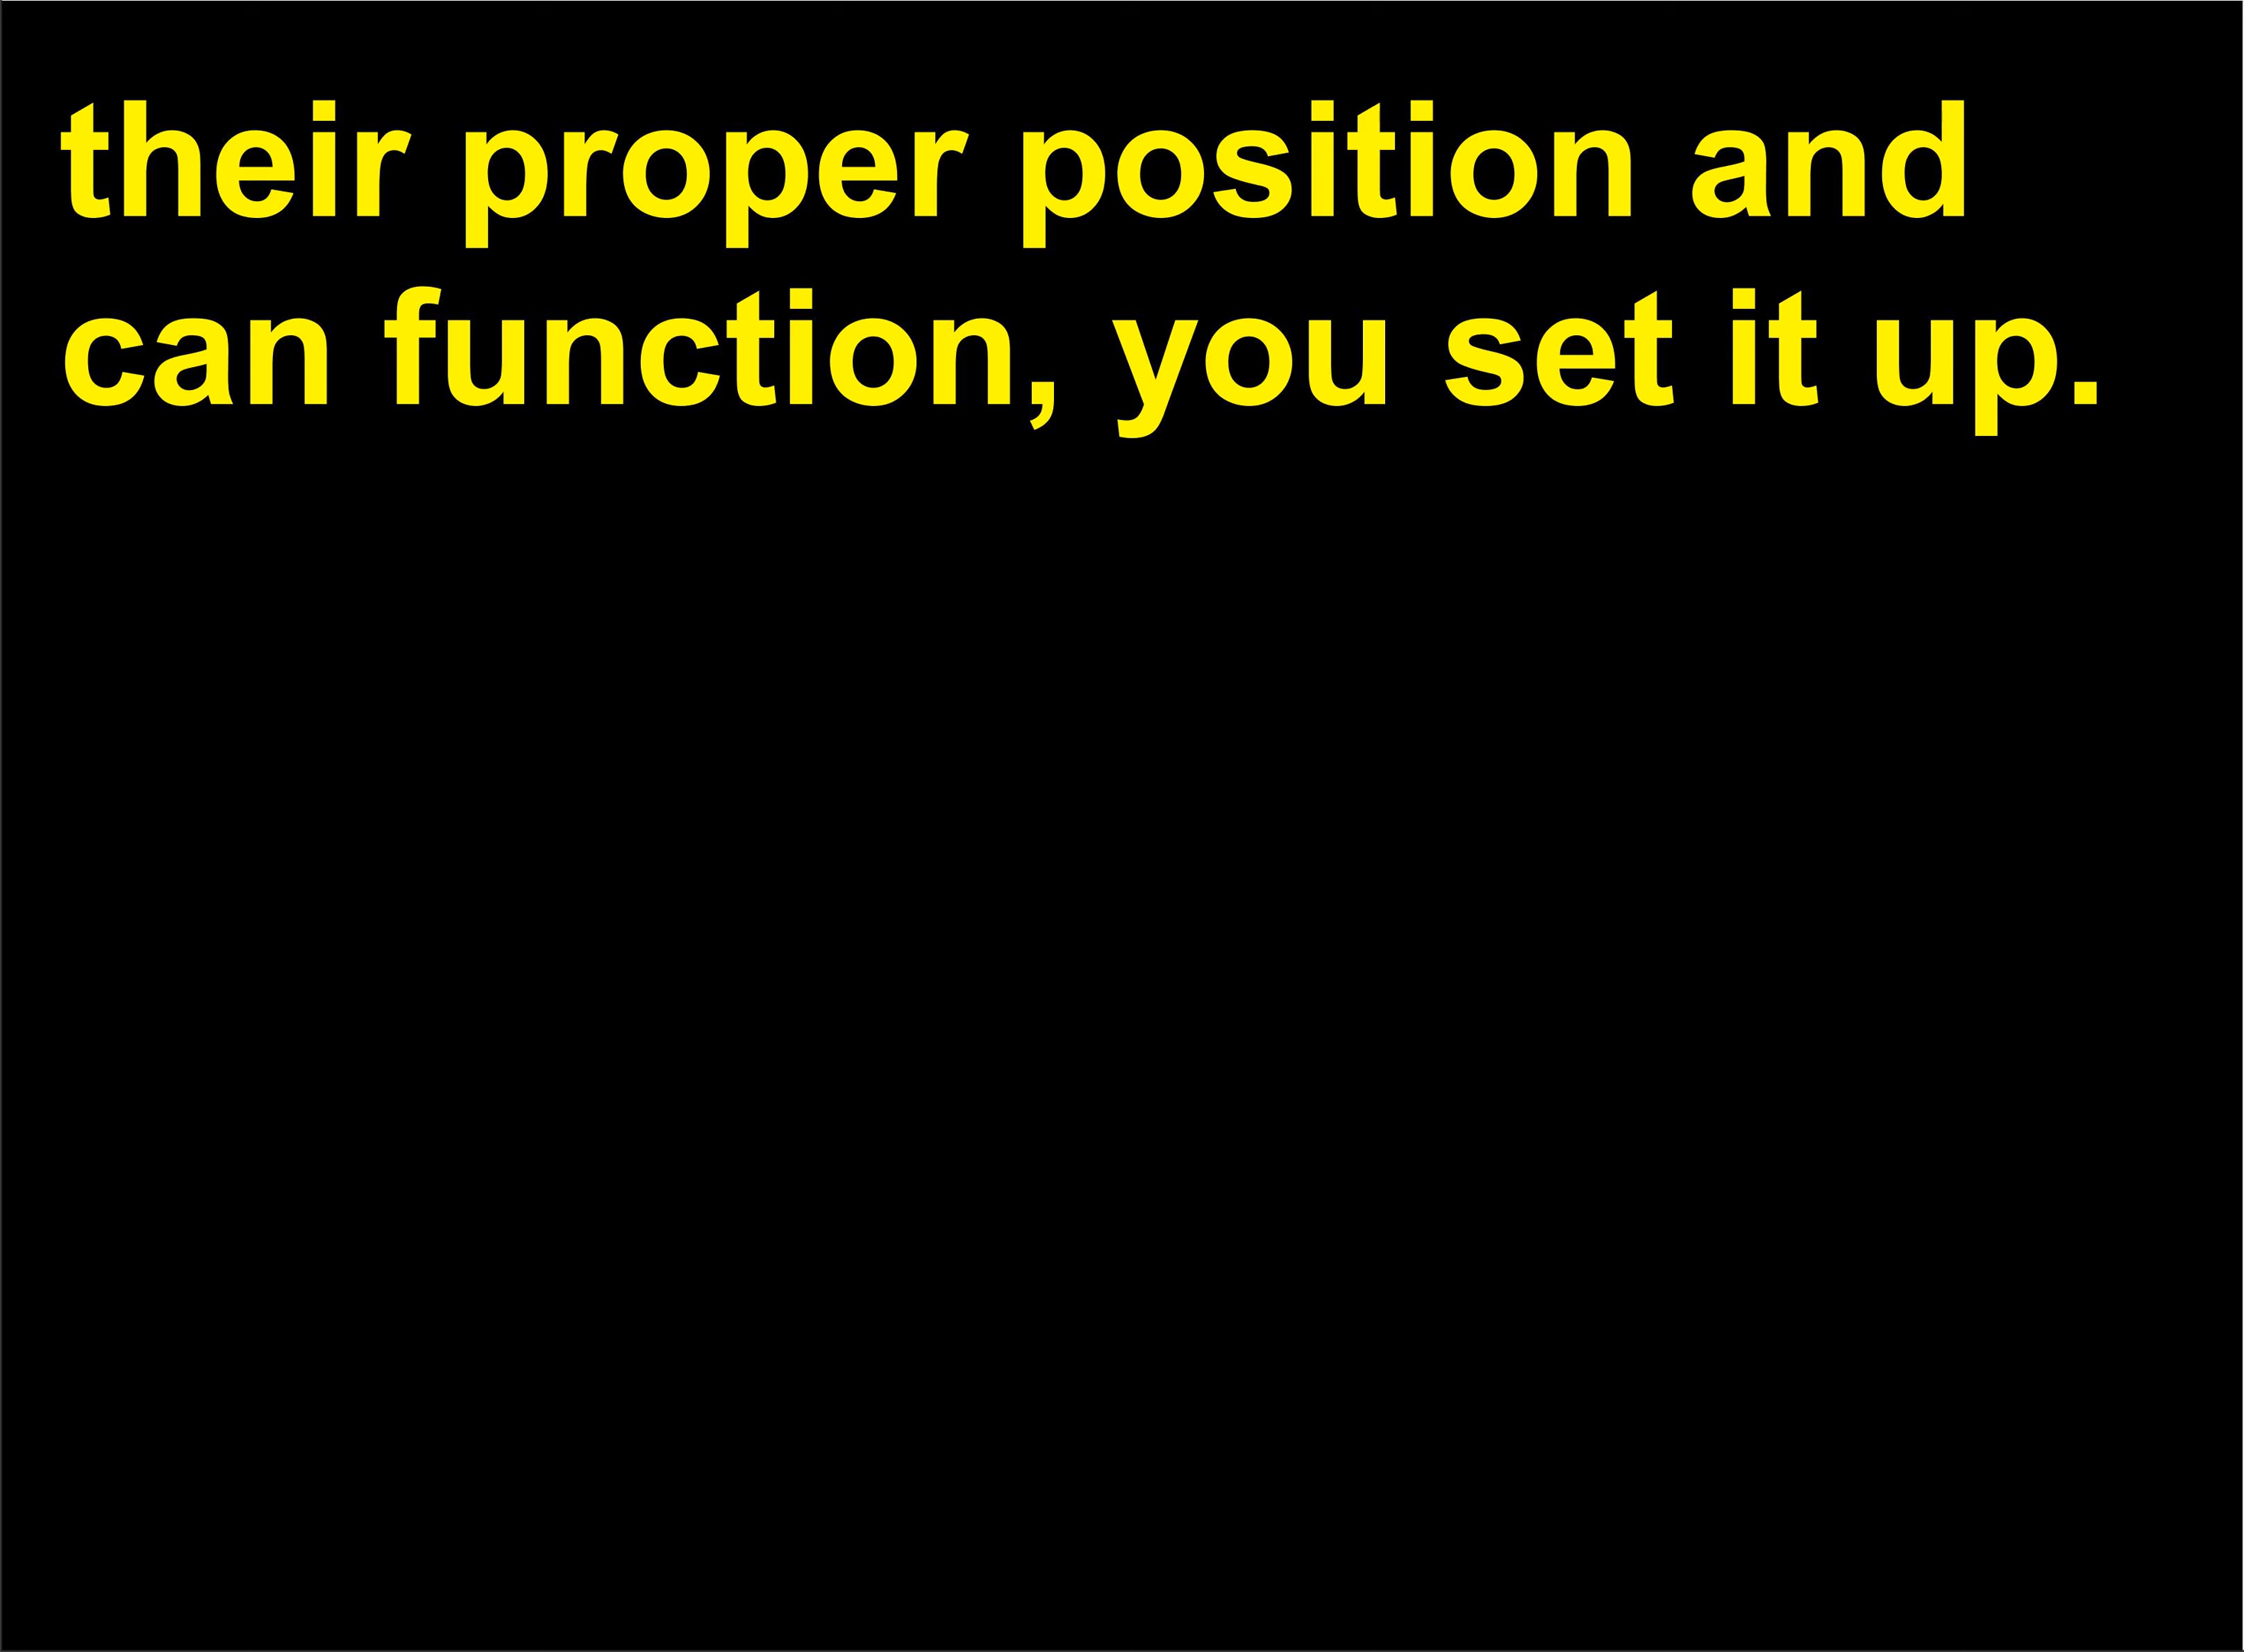 their proper position and
can function, you set it up.